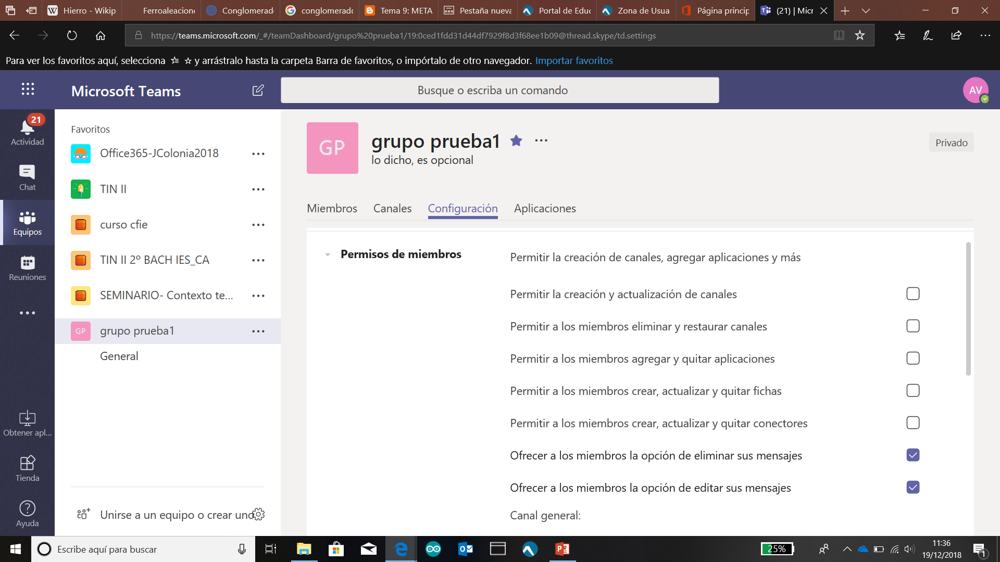 Hierro - Wikip
Ferroaleacione
Conglomerad
conglomerado
Tema 9: META
Pestaña nueva
Portal de Educ
Zona de Usua
Página princip
(21) | Micr
https://teams.microsoft.com/_#/teamDashboard/grupo%20prueba1/19:0ced1fdd31d44df7929f8d3f68ee1b09@thread.skype/td.settings
Para ver los favoritos aquí, selecciona y arrástralo hasta la carpeta Barra de favoritos, o impórtalo de otro navegador. Importar favoritos
Microsoft Teams
Busque o escriba un comando
AV
21
Actividad
Chat
Equipos
Reuniones
Obtener apl...
Tienda
Ayuda
Favoritos
Office365-JColonia2018
TIN II
curso cfie
TIN II 2º BACH IES_CA
SEMINARIO- Contexto te...
GP
grupo prueba1
General
Unirse a un equipo o crear uno
GP
grupo prueba1
lo dicho, es opcional
Privado
Miembros
Canales
Configuración
Aplicaciones
Permisos de miembros
Permitir la creación de canales, agregar aplicaciones y más
Permitir la creación y actualización de canales
Permitir a los miembros eliminar y restaurar canales
Permitir a los miembros agregar y quitar aplicaciones
Permitir a los miembros crear, actualizar y quitar fichas
Permitir a los miembros crear, actualizar y quitar conectores
Ofrecer a los miembros la opción de eliminar sus mensajes
Ofrecer a los miembros la opción de editar sus mensajes
Canal general:
Escribe aquí para buscar
25%
11:36
19/12/2018
1